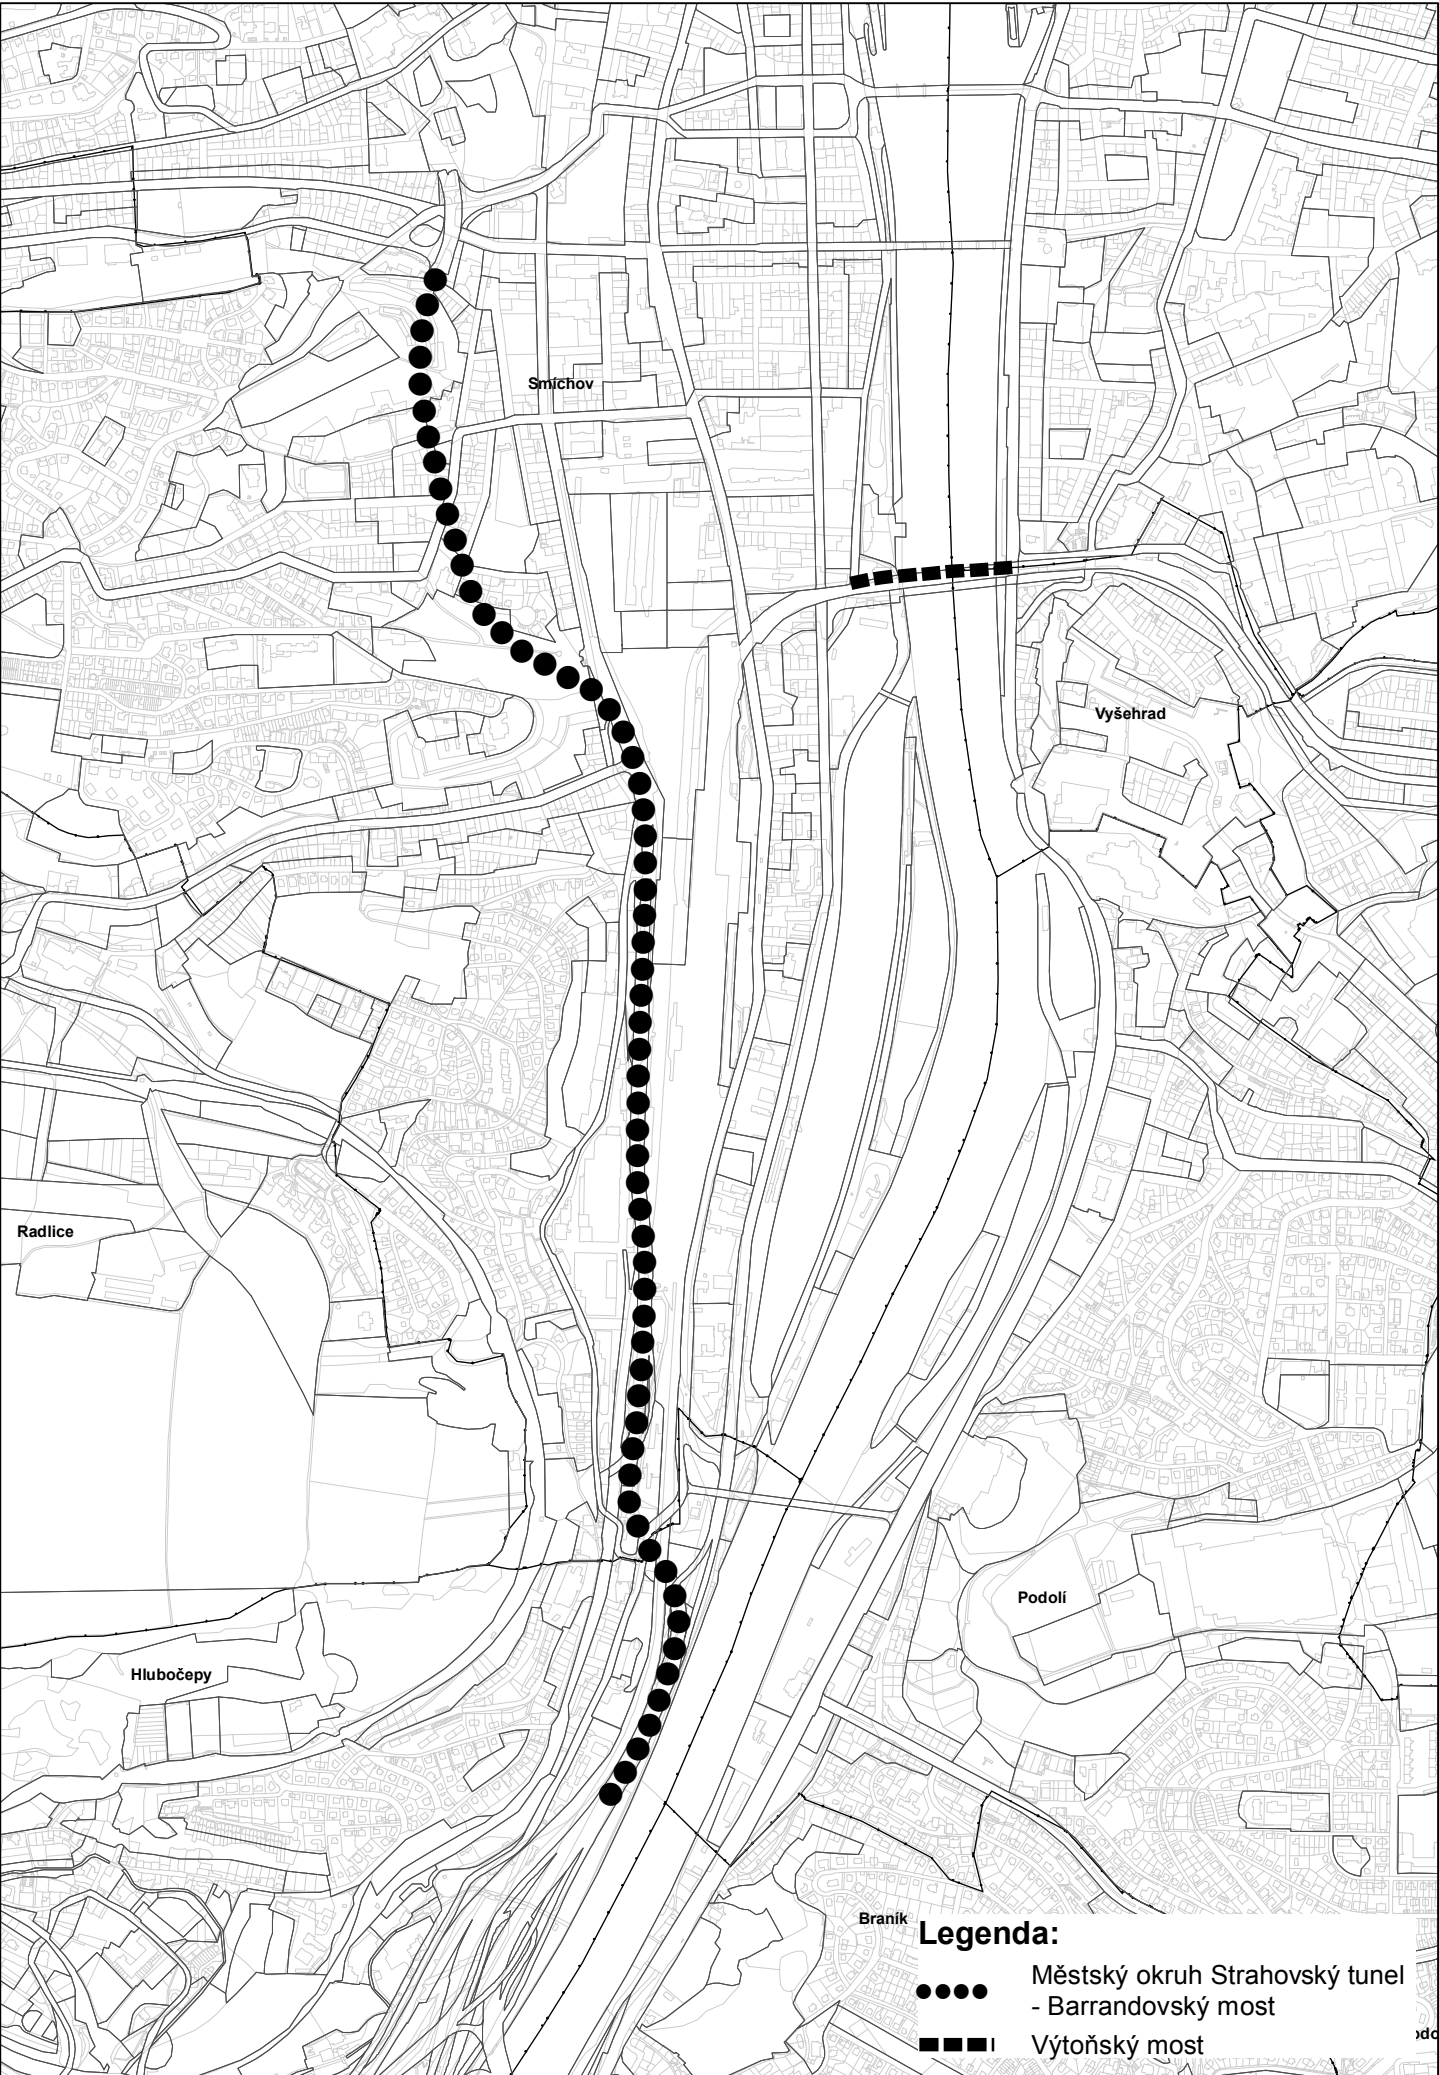 Smíchov
Vyšehrad
Radlice
Podolí
Hlubočepy
Braník
Legenda:
Městský okruh Strahovský tunel
- Barrandovský most
Výtoňský most